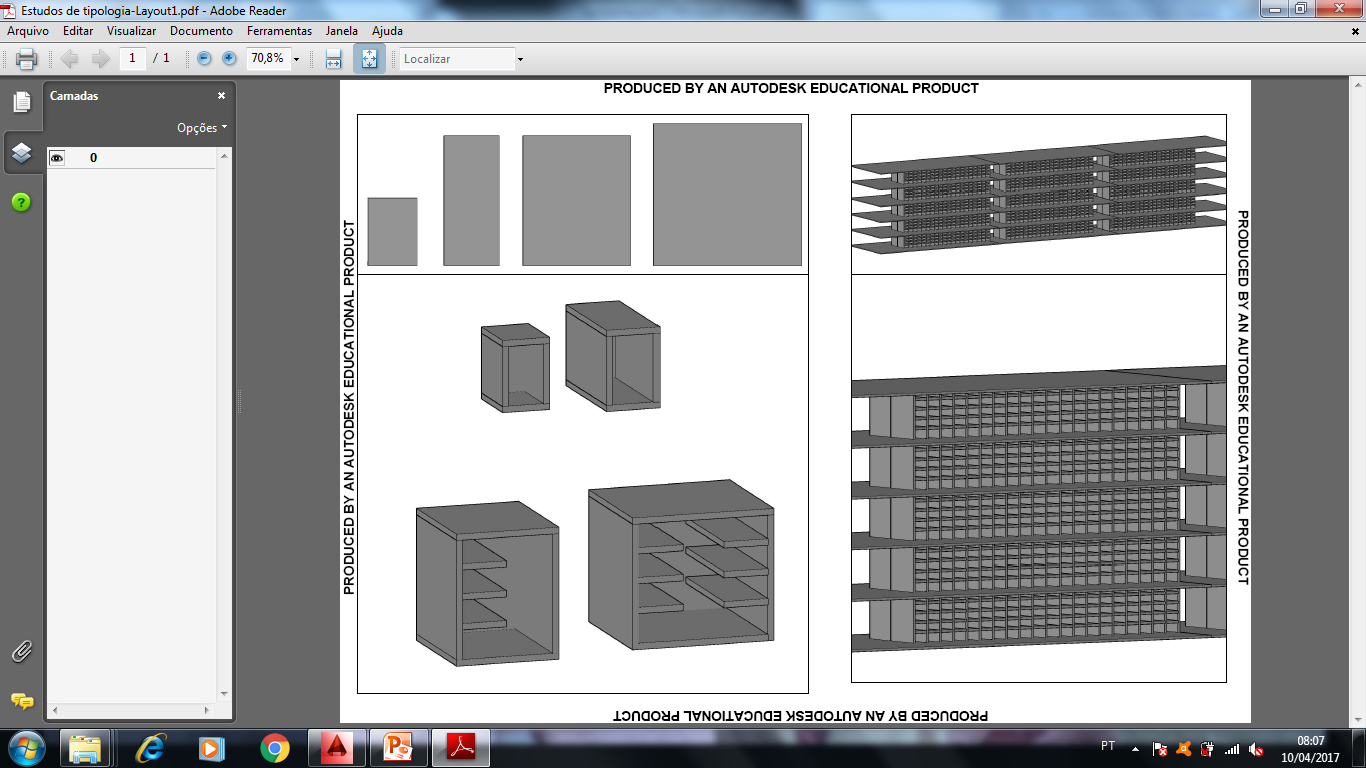 Estudos de tipologia-Layout1.pdf - Adobe Reader
Arquivo Editar Visualizar Documento Ferramentas Janela Ajuda
1 / 1 70,8% Localizar
Camadas
Opções
0
PRODUCED BY AN AUTODESK EDUCATIONAL PRODUCT
PRODUCED BY AN AUTODESK EDUCATIONAL PRODUCT
PRODUCED BY AN AUTODESK EDUCATIONAL PRODUCT
PRODUCED BY AN AUTODESK EDUCATIONAL PRODUCT
PT
08:07
10/04/2017